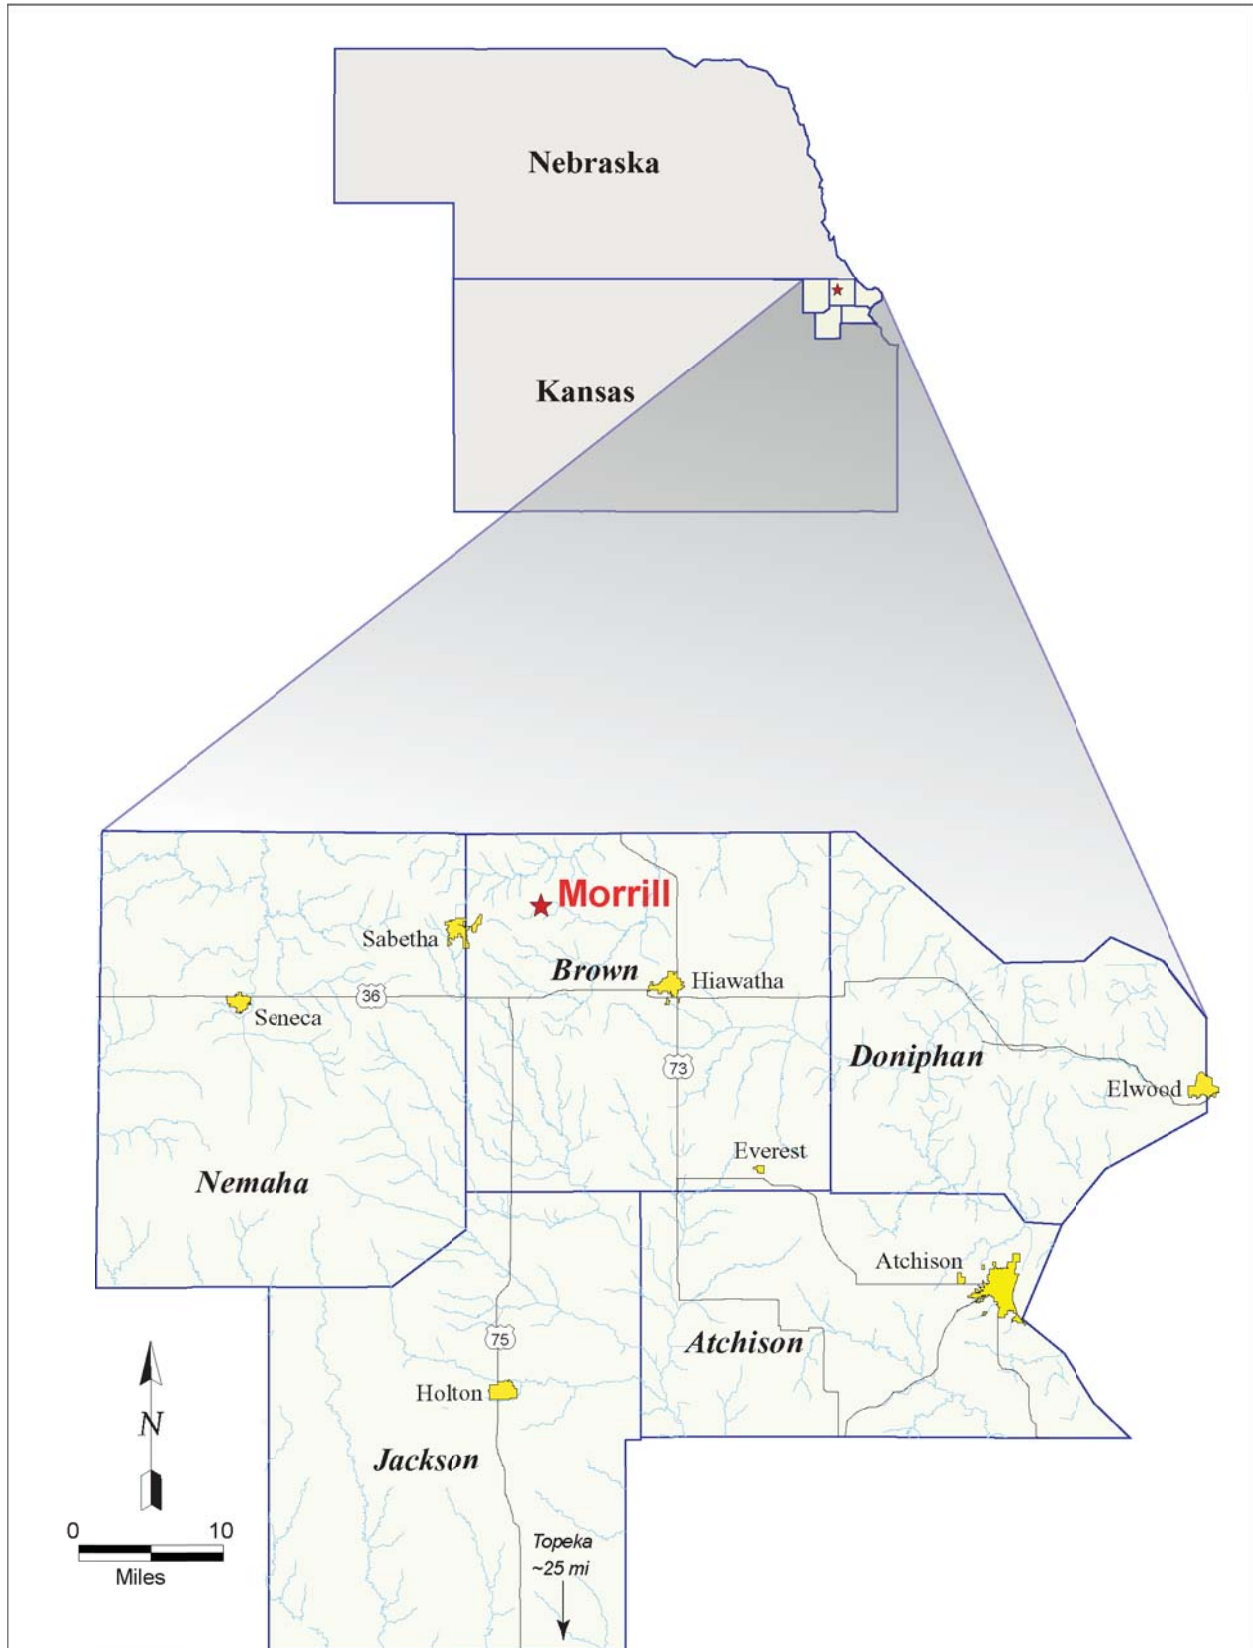 Nebraska
Kansas
Morrill
Sabetha
Brown
Hiawatha
36
Seneca
Doniphan
73
Elwood
Everest
Nemaha
Atchison
75
Atchison
Holton
N
Jackson
0 10
Miles
Topeka
~25 mi